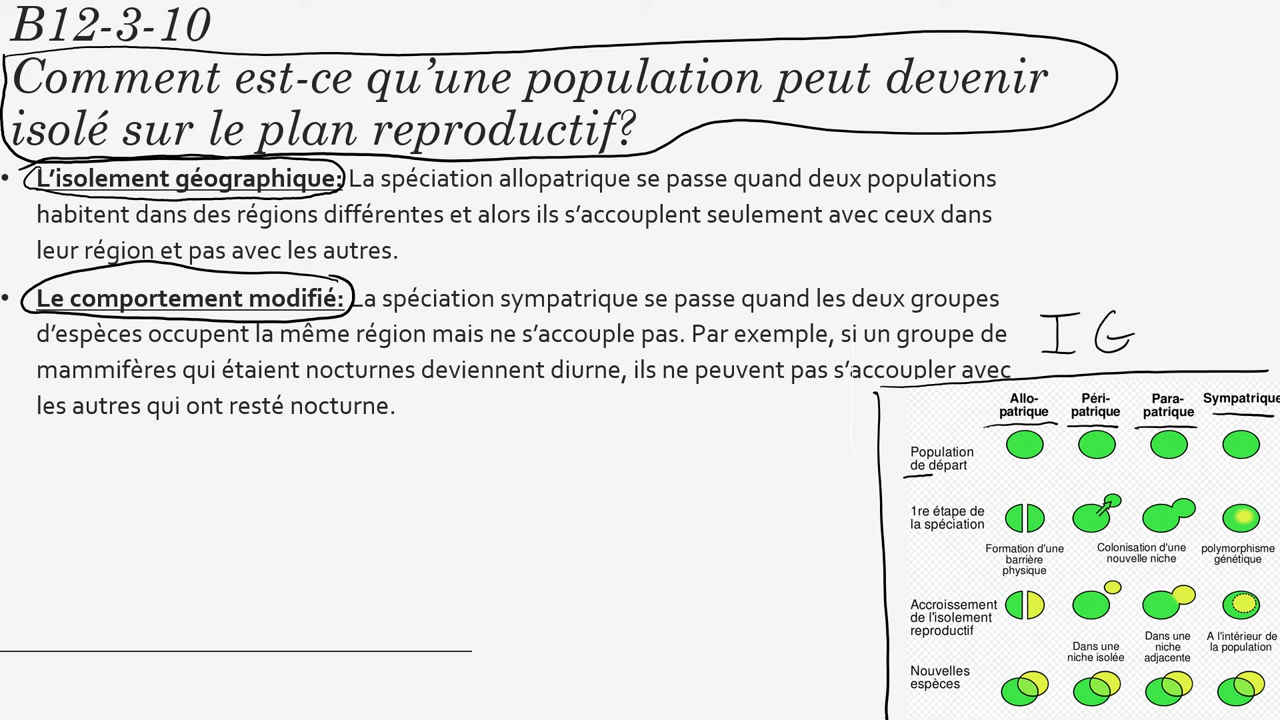 B12-3-10
Comment est-ce qu’une population peut devenir
isolé sur le plan reproductif?
• L’isolement géographique: La spéciation allopatrique se passe quand deux populations
habitent dans des régions différentes et alors ils s’accouplent seulement avec ceux dans
leur région et pas avec les autres.
• Le comportement modifié: La spéciation sympatrique se passe quand les deux groupes
d’espèces occupent la même région mais ne s’accouple pas. Par exemple, si un groupe de
mammifères qui étaient nocturnes deviennent diurne, ils ne peuvent pas s’accoupler avec
les autres qui ont resté nocturne.
I G
Allo-
patrique
Péri-
patrique
Para-
patrique
Sympatrique
Population
de départ
1re étape de
la spéciation
Formation d'une
barrière
physique
Colonisation d'une
nouvelle niche
polymorphisme
génétique
Accroissement
de l'isolement
reproductif
Dans une
niche isolée
Dans une
niche
adjacente
A l'intérieur de
la population
Nouvelles
espèces